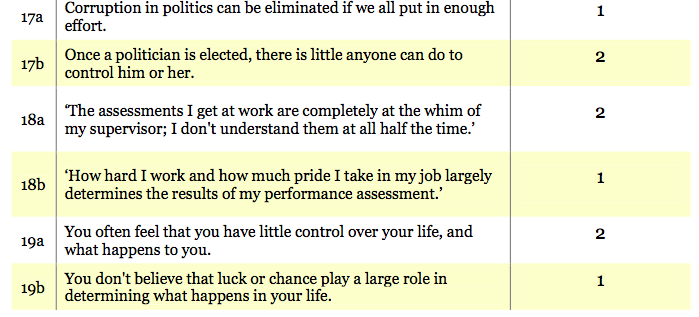 17a
Corruption in politics can be eliminated if we all put in enough
effort.
1
17b
Once a politician is elected, there is little anyone can do to
control him or her.
2
18a
‘The assessments I get at work are completely at the whim of
my supervisor; I don't understand them at all half the time.’
2
18b
‘How hard I work and how much pride I take in my job largely
determines the results of my performance assessment.’
1
19a
You often feel that you have little control over your life, and
what happens to you.
2
19b
You don't believe that luck or chance play a large role in
determining what happens in your life.
1